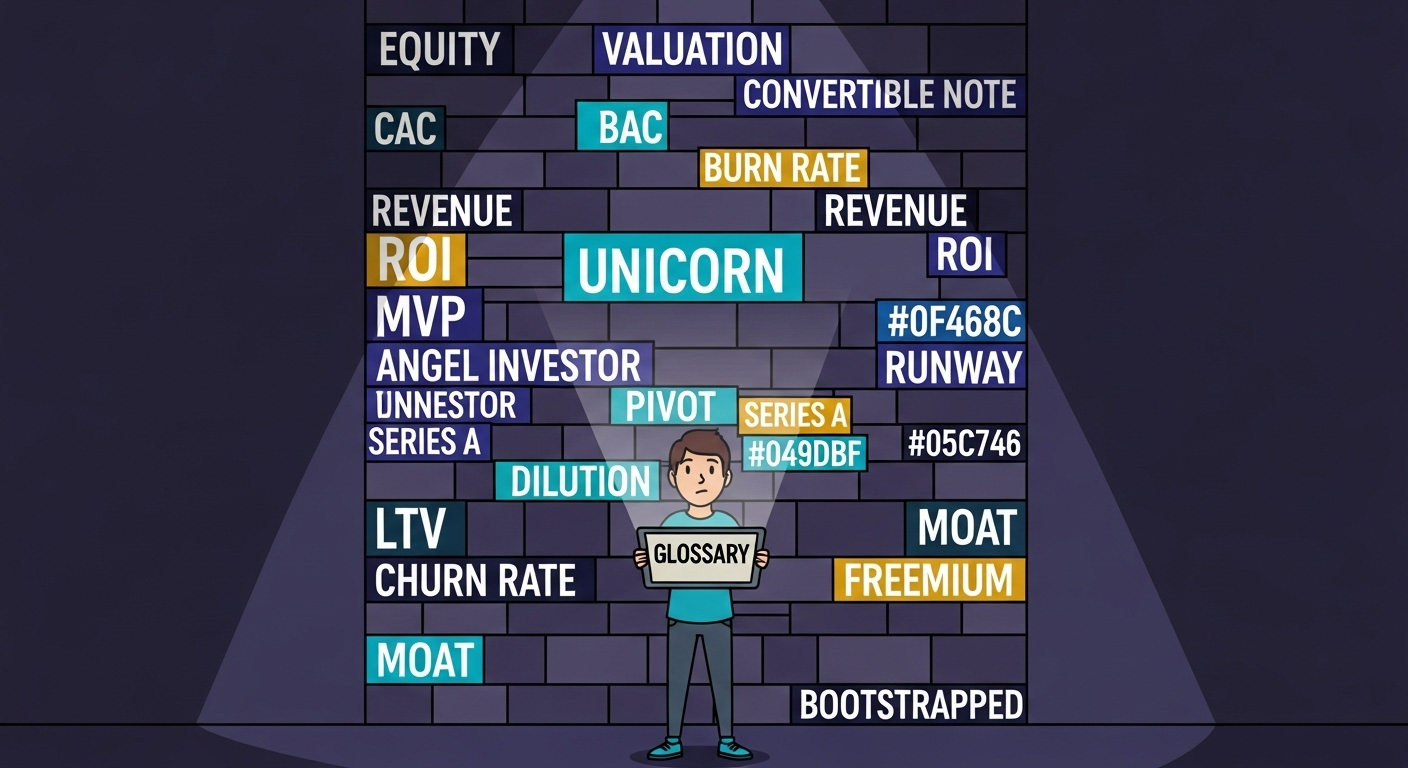 EQUITY
VALUATION
CONVERTIBLE NOTE
CAC
BAC
BURN RATE
REVENUE
REVENUE
ROI
UNICORN
ROI
MVP
#0F468C
ANGEL INVESTOR
RUNWAY
UNNESTOR
PIVOT
SERIES A
SERIES A
#049DBF
#05C746
DILUTION
LTV
MOAT
GLOSSARY
CHURN RATE
FREEMIUM
MOAT
BOOTSTRAPPED